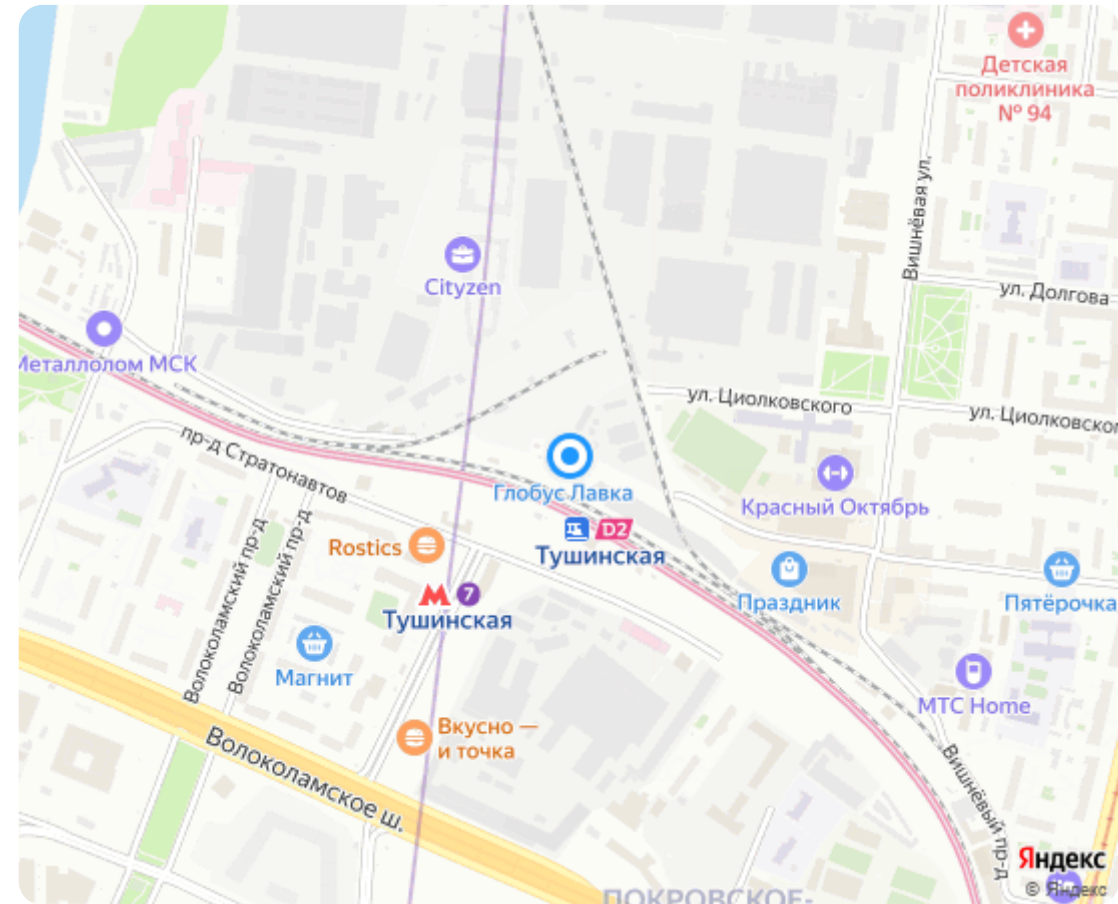 Детская
поликлиника
№ 94
Вишнёвая ул.
Cityzen
ул. Долгова
Металлолом МСК
ул. Циолковского
ул. Циолковског
пр-д Стратонавтов
Глобус Лавка
Красный Октябрь
D2
Тушинская
Rostics
Волоколамский пр-д
Волоколамский пр-д
7
Тушинская
Праздник
Пятёрочка
Магнит
МТС Home
Вкусно —
и точка
Волоколамское ш.
Вишнёвый пр-д
Яндекс
© Яндекс
ПОКРОВСКОЕ-